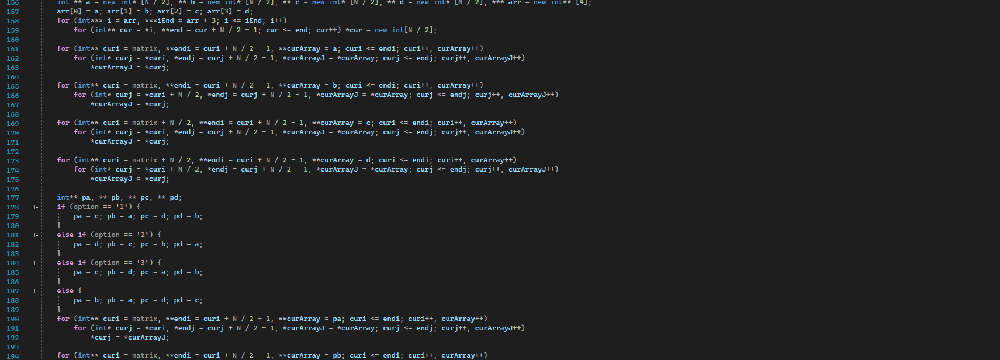 156 int ** a = new int* [N / 2], ** b = new int* [N / 2], ** c = new int* [N / 2], ** d = new int* [N / 2], *** arr = new int** [4];
157 arr[0] = a; arr[1] = b; arr[2] = c; arr[3] = d;
158 for (int*** i = arr, ***iEnd = arr + 3; i <= iEnd; i++)
159 for (int** cur = *i, **end = cur + N / 2 - 1; cur <= end; cur++) *cur = new int[N / 2];
160
161 for (int** curi = matrix, **endi = curi + N / 2 - 1, **curArray = a; curi <= endi; curi++, curArray++)
162 for (int* curj = *curi, *endj = curj + N / 2 - 1, *curArrayJ = *curArray; curj <= endj; curj++, curArrayJ++)
163 *curArrayJ = *curj;
164
165 for (int** curi = matrix, **endi = curi + N / 2 - 1, **curArray = b; curi <= endi; curi++, curArray++)
166 for (int* curj = *curi + N / 2, *endj = curj + N / 2 - 1, *curArrayJ = *curArray; curj <= endj; curj++, curArrayJ++)
167 *curArrayJ = *curj;
168
169 for (int** curi = matrix + N / 2, **endi = curi + N / 2 - 1, **curArray = c; curi <= endi; curi++, curArray++)
170 for (int* curj = *curi, *endj = curj + N / 2 - 1, *curArrayJ = *curArray; curj <= endj; curj++, curArrayJ++)
171 *curArrayJ = *curj;
172
173 for (int** curi = matrix + N / 2, **endi = curi + N / 2 - 1, **curArray = d; curi <= endi; curi++, curArray++)
174 for (int* curj = *curi + N / 2, *endj = curj + N / 2 - 1, *curArrayJ = *curArray; curj <= endj; curj++, curArrayJ++)
175 *curArrayJ = *curj;
176
177 int** pa, ** pb, ** pc, ** pd;
178 if (option == '1') {
179 pa = c; pb = a; pc = d; pd = b;
180 }
181 else if (option == '2') {
182 pa = d; pb = c; pc = b; pd = a;
183 }
184 else if (option == '3') {
185 pa = c; pb = d; pc = a; pd = b;
186 }
187 else {
188 pa = b; pb = a; pc = d; pd = c;
189 }
190 for (int** curi = matrix, **endi = curi + N / 2 - 1, **curArray = pa; curi <= endi; curi++, curArray++)
191 for (int* curj = *curi, *endj = curj + N / 2 - 1, *curArrayJ = *curArray; curj <= endj; curj++, curArrayJ++)
192 *curj = *curArrayJ;
193
194 for (int** curi = matrix, **endi = curi + N / 2 - 1, **curArray = pb; curi <= endi; curi++, curArray++)